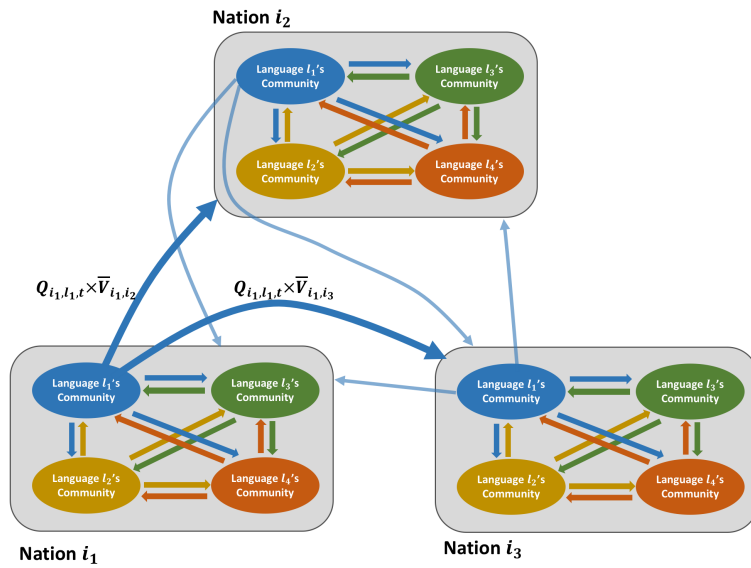 Nation i₂
Language l₁'s
Community
Language l₃'s
Community
Language l₂'s
Community
Language l₄'s
Community
Q i₁,l₁,t × V̅ i₁,i₂
Q i₁,l₁,t × V̅ i₁,i₃
Language l₁'s
Community
Language l₃'s
Community
Language l₂'s
Community
Language l₄'s
Community
Nation i₁
Language l₁'s
Community
Language l₃'s
Community
Language l₂'s
Community
Language l₄'s
Community
Nation i₃